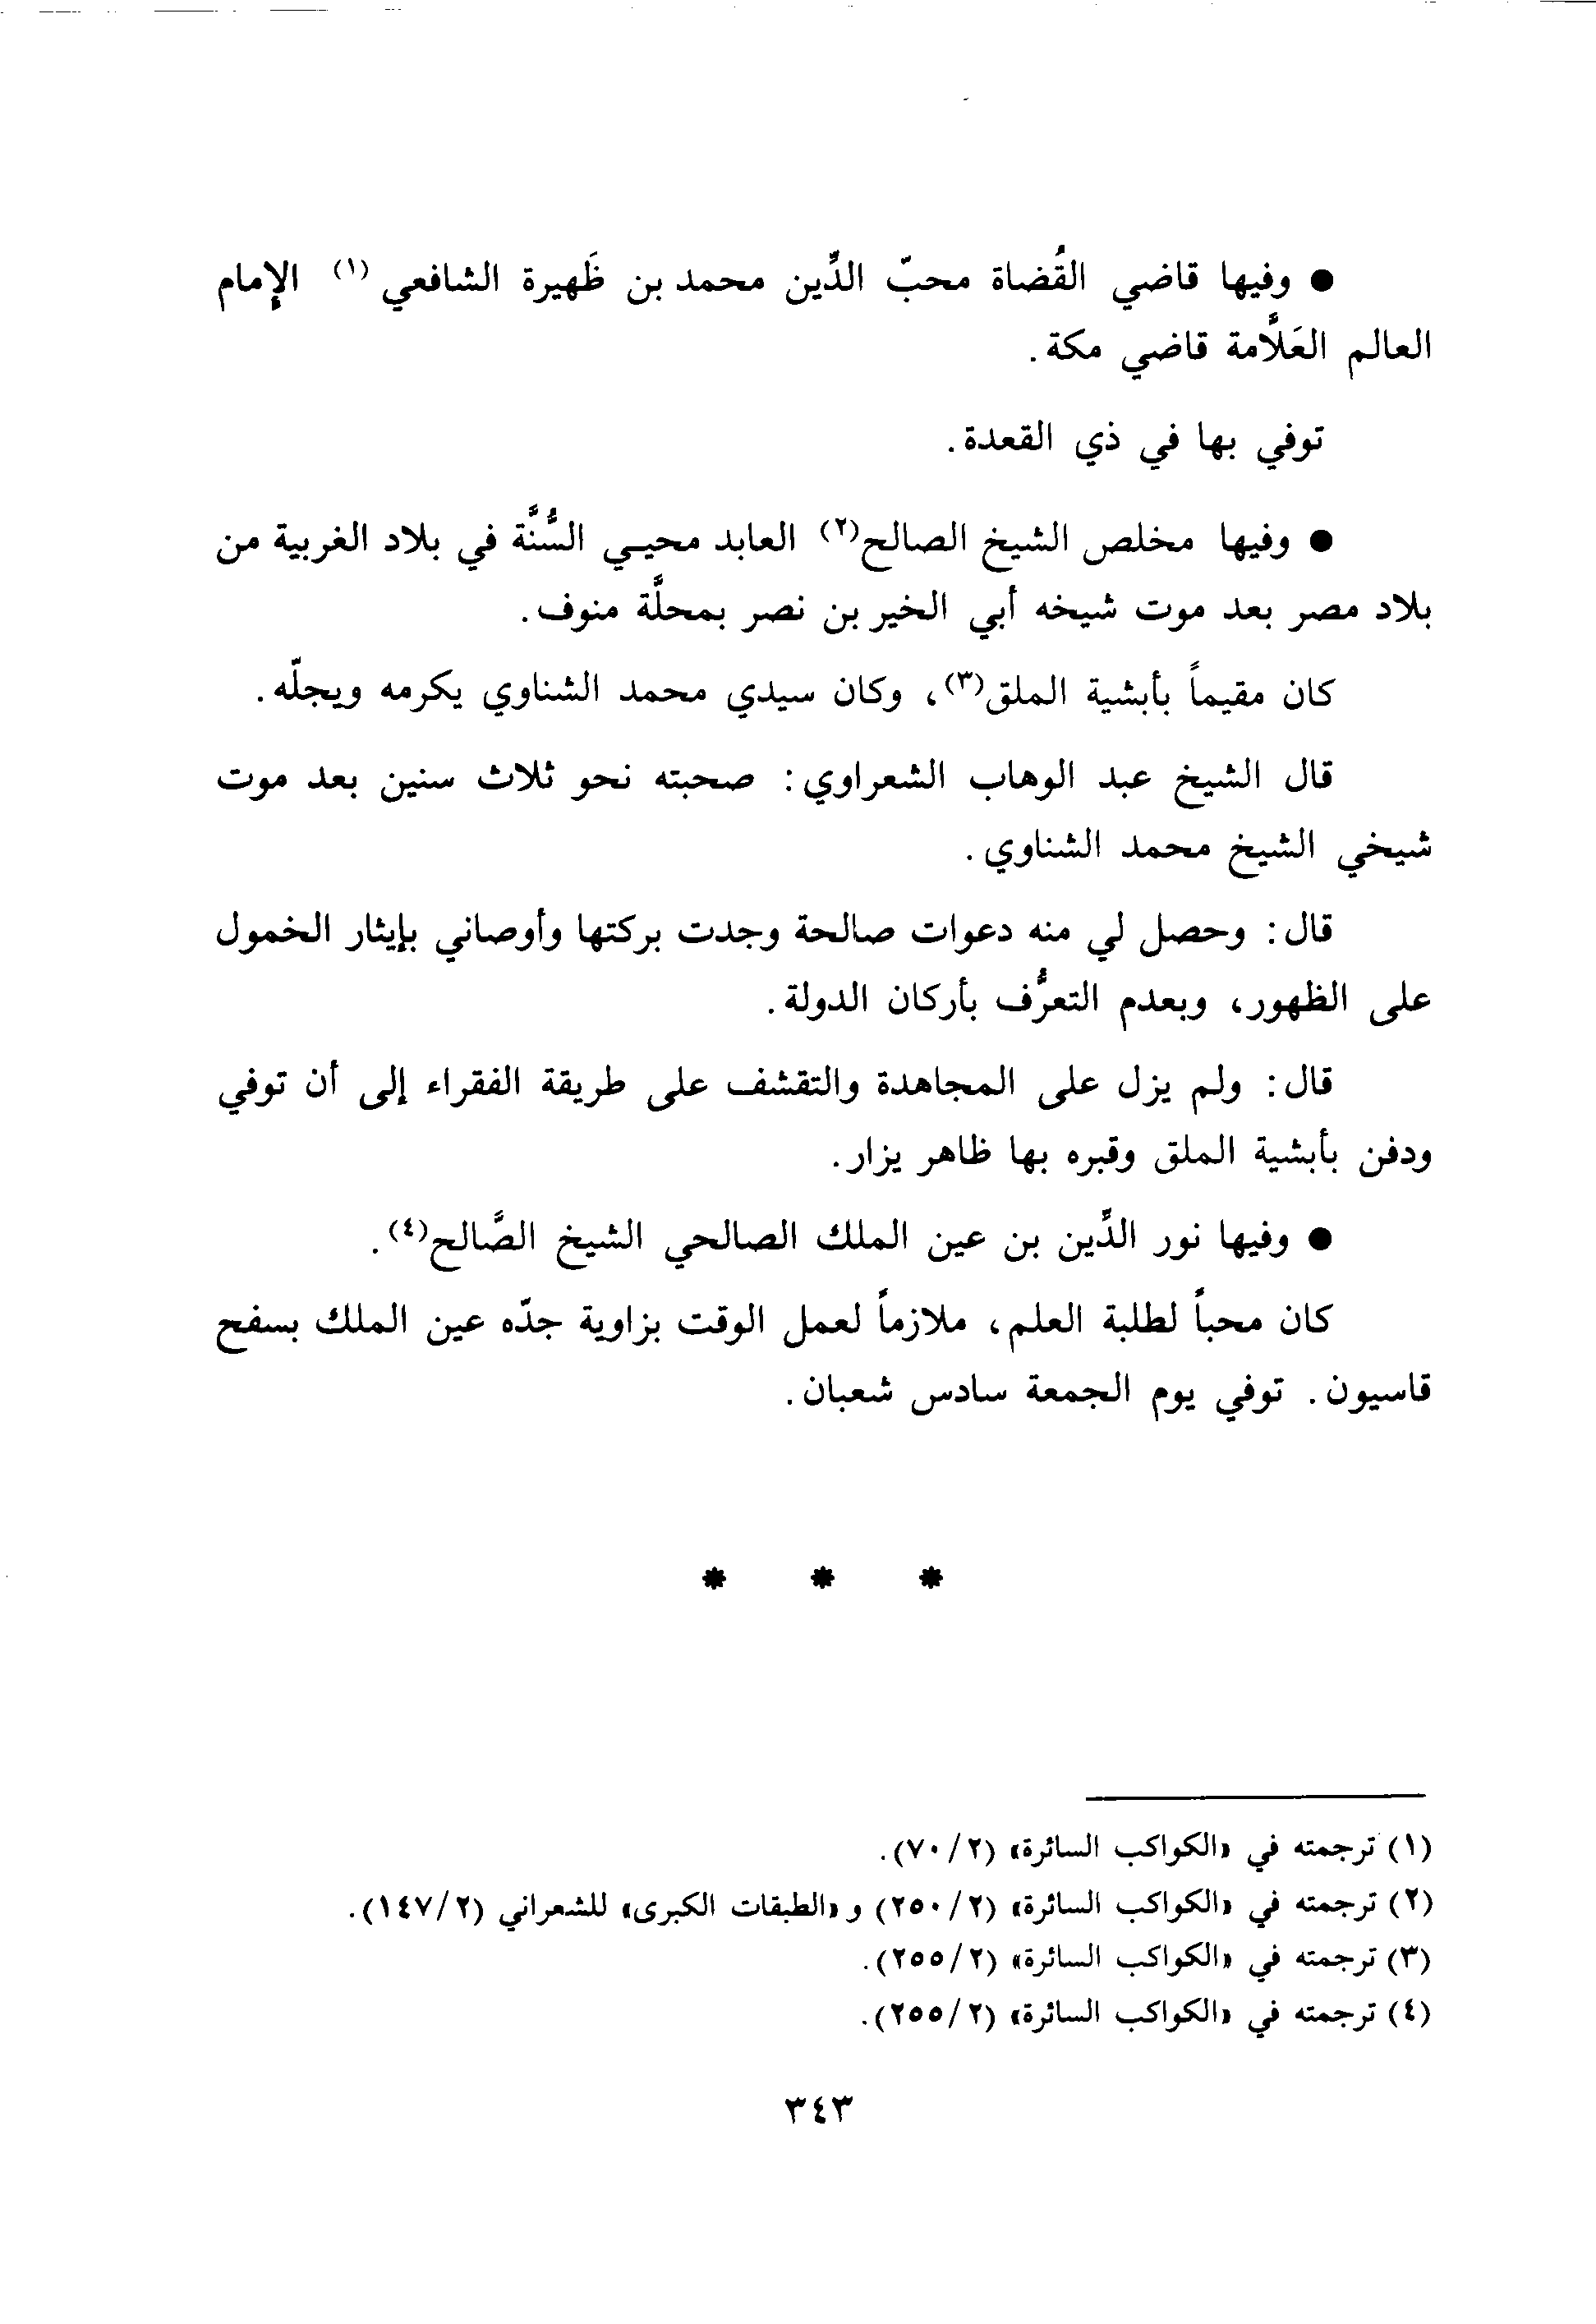 ● وفيها قاضي القُضاة محبّ الدِّين محمد بن ظَهيرة الشافعي (١) الإمام
العالم العَلَّامة قاضي مكة.
توفي بها في ذي القعدة.
● وفيها مخلص الشيخ الصالح(٢) العابد محيـي السُّنَّة في بلاد الغربية من
بلاد مصر بعد موت شيخه أبي الخير بن نصر بمحلَّة منوف.
كان مقيماً بأبشية الملق(٣)، وكان سيدي محمد الشناوي يكرمه ويجلّه.
قال الشيخ عبد الوهاب الشعراوي: صحبته نحو ثلاث سنين بعد موت
شيخي الشيخ محمد الشناوي.
قال: وحصل لي منه دعوات صالحة وجدت بركتها وأوصاني بإيثار الخمول
على الظهور، وبعدم التعرُّف بأركان الدولة.
قال: ولم يزل على المجاهدة والتقشف على طريقة الفقراء إلى أن توفي
ودفن بأبشية الملق وقبره بها ظاهر يزار.
● وفيها نور الدِّين بن عين الملك الصالحي الشيخ الصَّالح(٤).
كان محباً لطلبة العلم، ملازماً لعمل الوقت بزاوية جدّه عين الملك بسفح
قاسيون. توفي يوم الجمعة سادس شعبان.
* * *
(١) ترجمته في «الكواكب السائرة» (٢/ ٧٠).
(٢) ترجمته في «الكواكب السائرة» (٢/ ٢٥٠) و «الطبقات الكبرى» للشعراني (٢/ ١٤٧).
(٣) ترجمته في «الكواكب السائرة» (٢/ ٢٥٥).
(٤) ترجمته في «الكواكب السائرة» (٢/ ٢٥٥).
٣٤٣